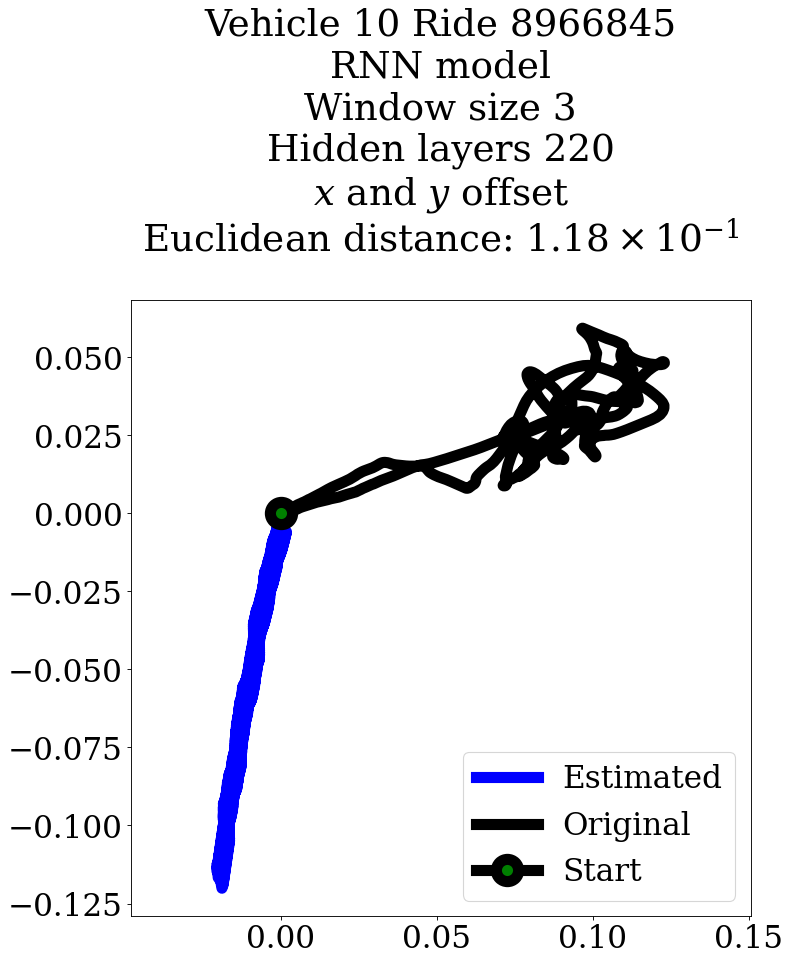 Vehicle 10 Ride 8966845
RNN model
Window size 3
Hidden layers 220
x and y offset
Euclidean distance: 1.18 × 10⁻¹
0.050
0.025
0.000
−0.025
−0.050
−0.075
−0.100
−0.125
Estimated
Original
Start
0.00 0.05 0.10 0.15